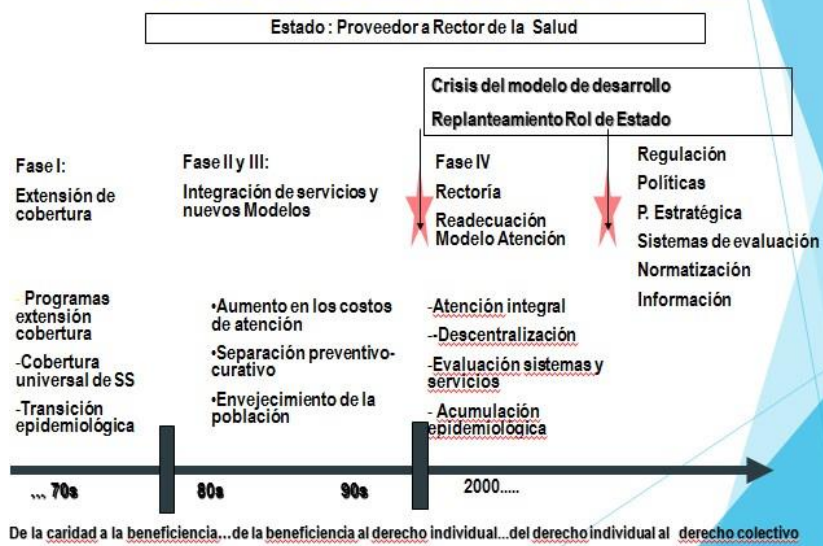 Estado : Proveedor a Rector de la Salud
Crisis del modelo de desarrollo
Replanteamiento Rol de Estado
Fase I:
Extensión de
cobertura
Fase II y III:
Integración de servicios y
nuevos Modelos
Fase IV
Rectoría
Readecuación
Modelo Atención
Regulación
Políticas
P. Estratégica
Sistemas de evaluación
Normatización
Información
- Programas
extensión
cobertura
-Cobertura
universal de SS
-Transición
epidemiológica
•Aumento en los costos
de atención
•Separación preventivo-
curativo
•Envejecimiento de la
población
-Atención integral
--Descentralización
-Evaluación sistemas y
servicios
- Acumulación
epidemiológica
... 70s
80s
90s
2000.....
De la caridad a la beneficiencia...de la beneficiencia al derecho individual...del derecho individual al derecho colectivo